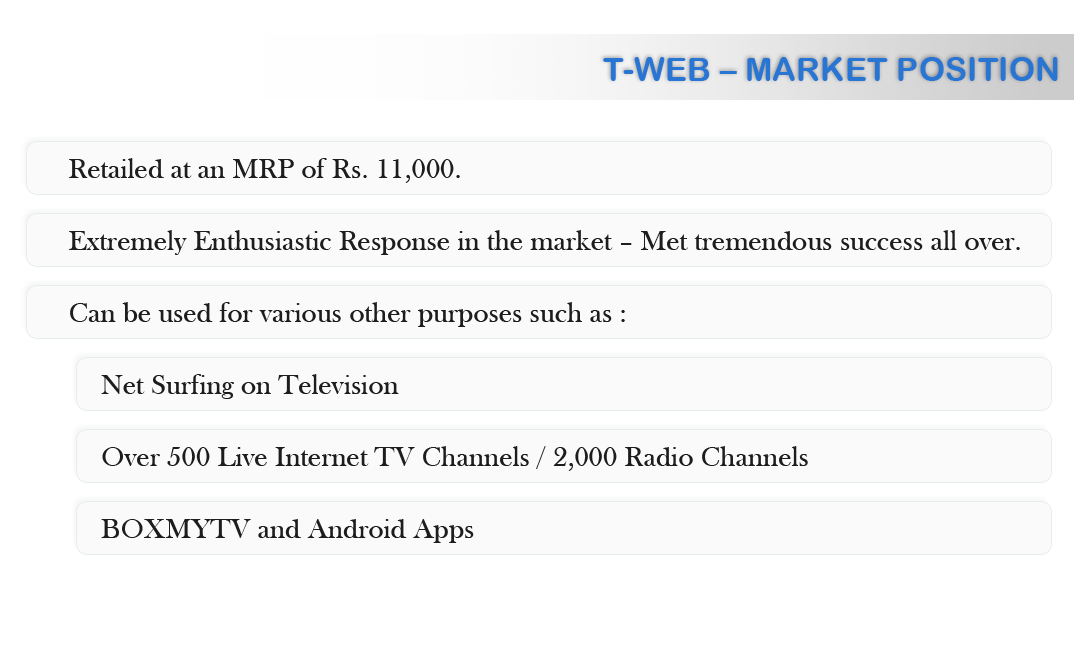 T-WEB – MARKET POSITION
Retailed at an MRP of Rs. 11,000.
Extremely Enthusiastic Response in the market – Met tremendous success all over.
Can be used for various other purposes such as :
Net Surfing on Television
Over 500 Live Internet TV Channels / 2,000 Radio Channels
BOXMYTV and Android Apps